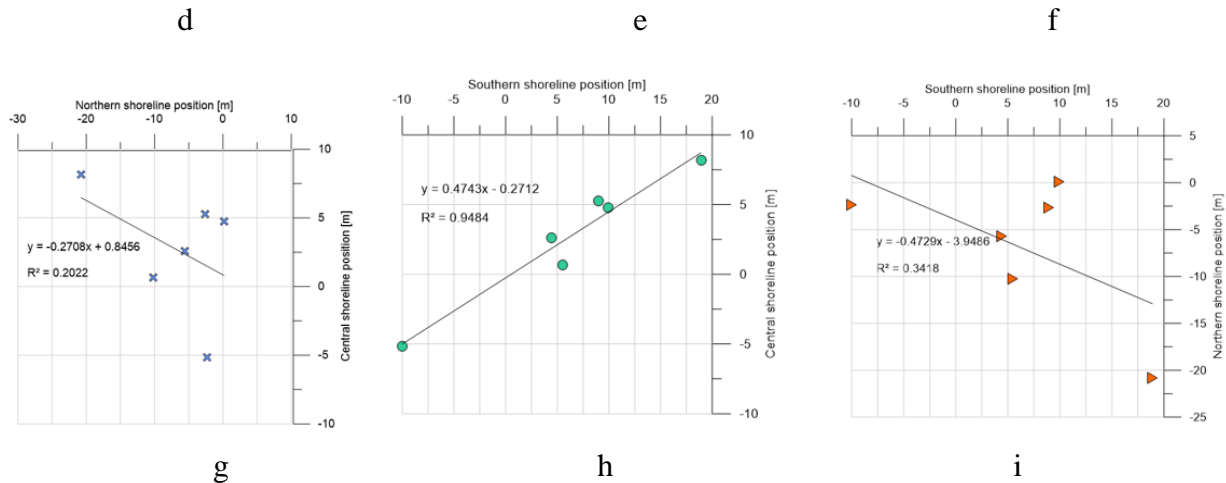 d
e
f
Northern shoreline position [m]
-30 -20 -10 0 10
10
5
0
-5
-10
Central shoreline position [m]
y = -0.2708x + 0.8456
R² = 0.2022
Southern shoreline position [m]
-10 -5 0 5 10 15 20
10
5
0
-5
-10
Central shoreline position [m]
y = 0.4743x - 0.2712
R² = 0.9484
Southern shoreline position [m]
-10 -5 0 5 10 15 20
5
0
-5
-10
-15
-20
-25
Northern shoreline position [m]
y = -0.4729x - 3.9486
R² = 0.3418
g
h
i